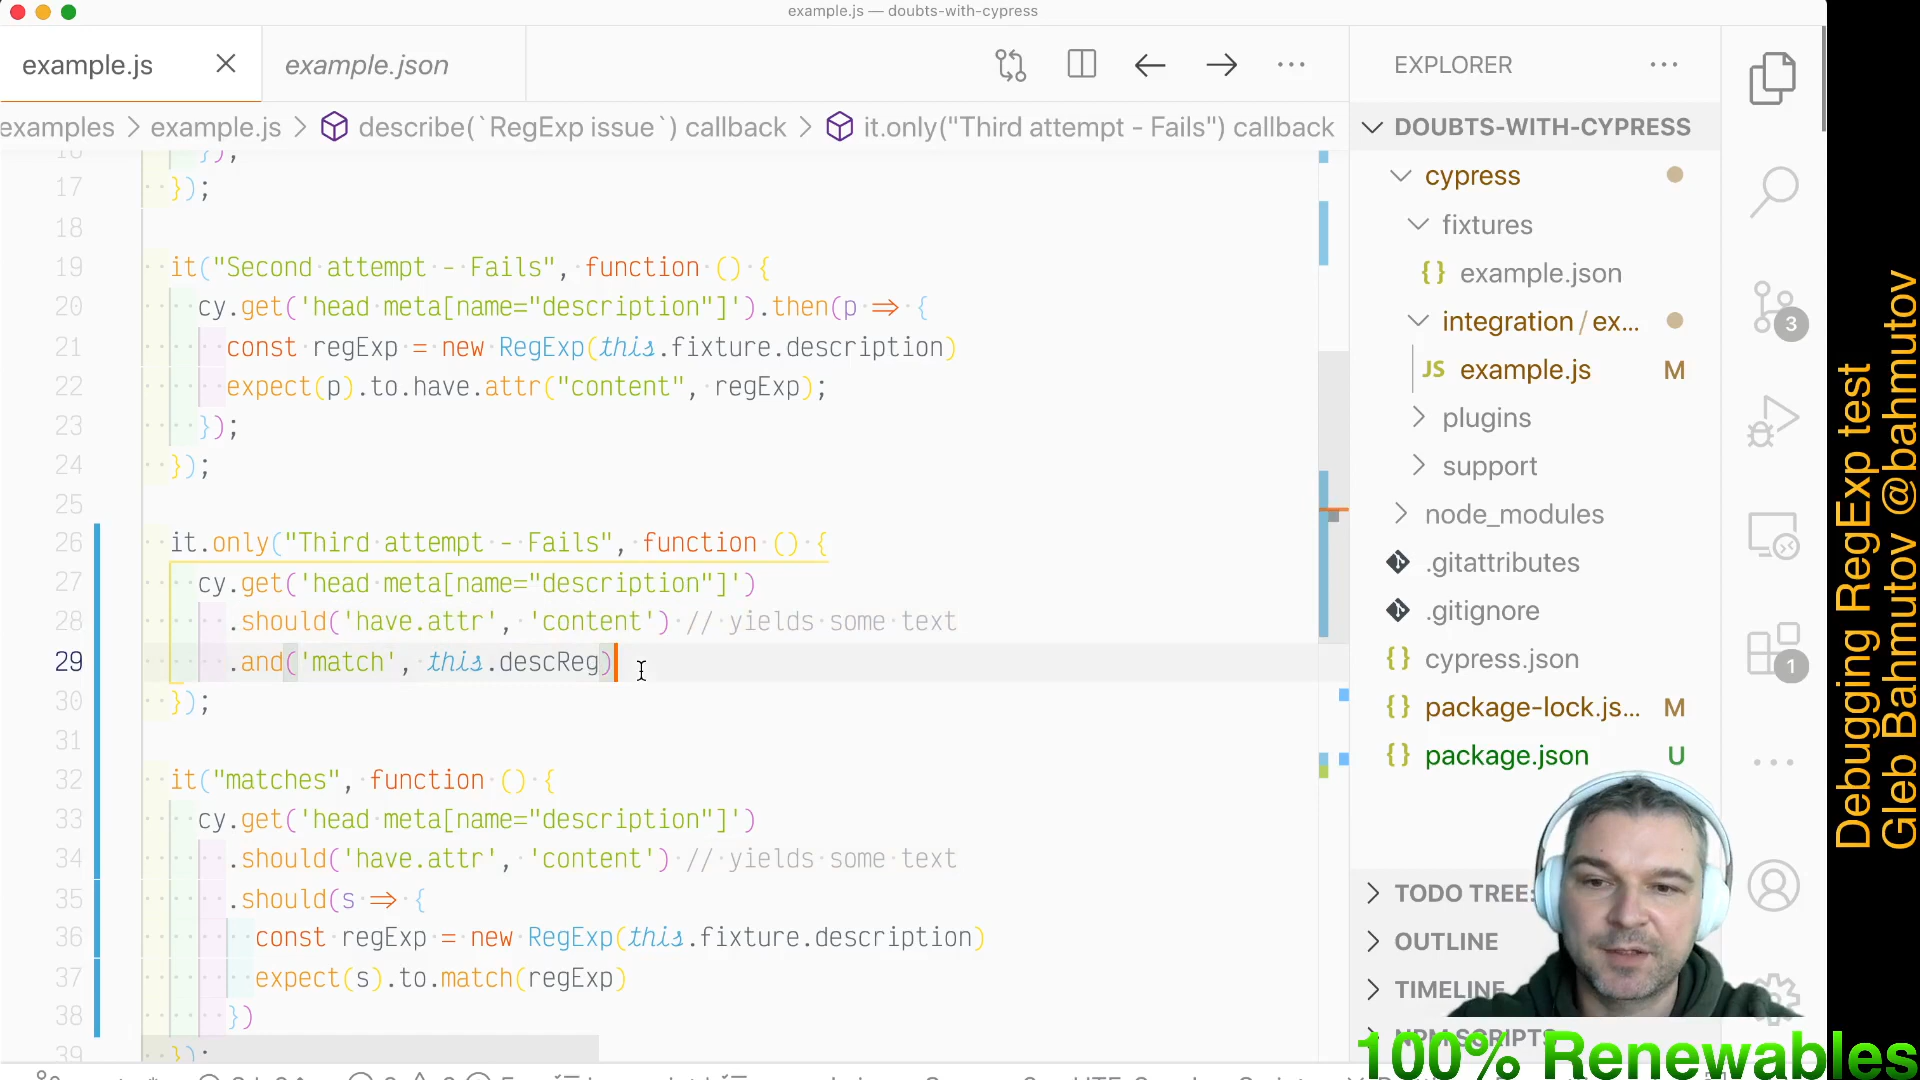 example.js — doubts-with-cypress
example.js
example.json
examples > example.js > describe(`RegExp issue`) callback > it.only("Third attempt - Fails") callback
16 });
17 });
18
19 it("Second attempt - Fails", function () {
20 cy.get('head meta[name="description"]').then(p => {
21 const regExp = new RegExp(this.fixture.description)
22 expect(p).to.have.attr("content", regExp);
23 });
24 });
25
26 it.only("Third attempt - Fails", function () {
27 cy.get('head meta[name="description"]')
28 .should('have.attr', 'content') // yields some text
29 .and('match', this.descReg)
30 });
31
32 it("matches", function () {
33 cy.get('head meta[name="description"]')
34 .should('have.attr', 'content') // yields some text
35 .should(s => {
36 const regExp = new RegExp(this.fixture.description)
37 expect(s).to.match(regExp)
38 })
39 });
EXPLORER
DOUBTS-WITH-CYPRESS
cypress
fixtures
{} example.json
integration / ex...
JS example.js M
plugins
support
node_modules
.gitattributes
.gitignore
{} cypress.json
{} package-lock.js... M
{} package.json U
TODO TREE:
OUTLINE
TIMELINE
NPM SCRIPTS
3
1
Debugging RegExp test
Gleb Bahmutov @bahmutov
100% Renewables